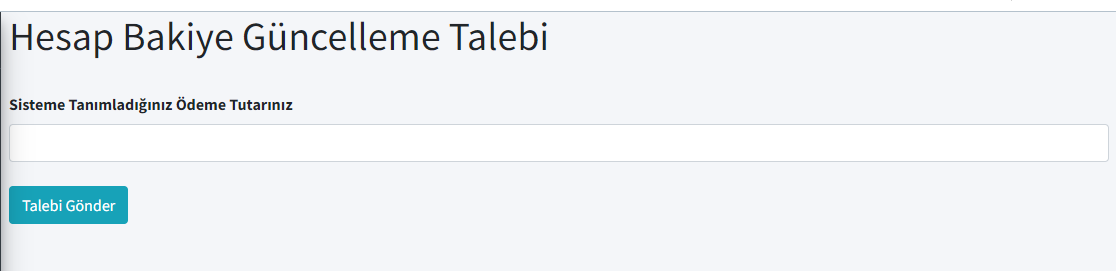 Hesap Bakiye Güncelleme Talebi
Sisteme Tanımladığınız Ödeme Tutarınız
Talebi Gönder